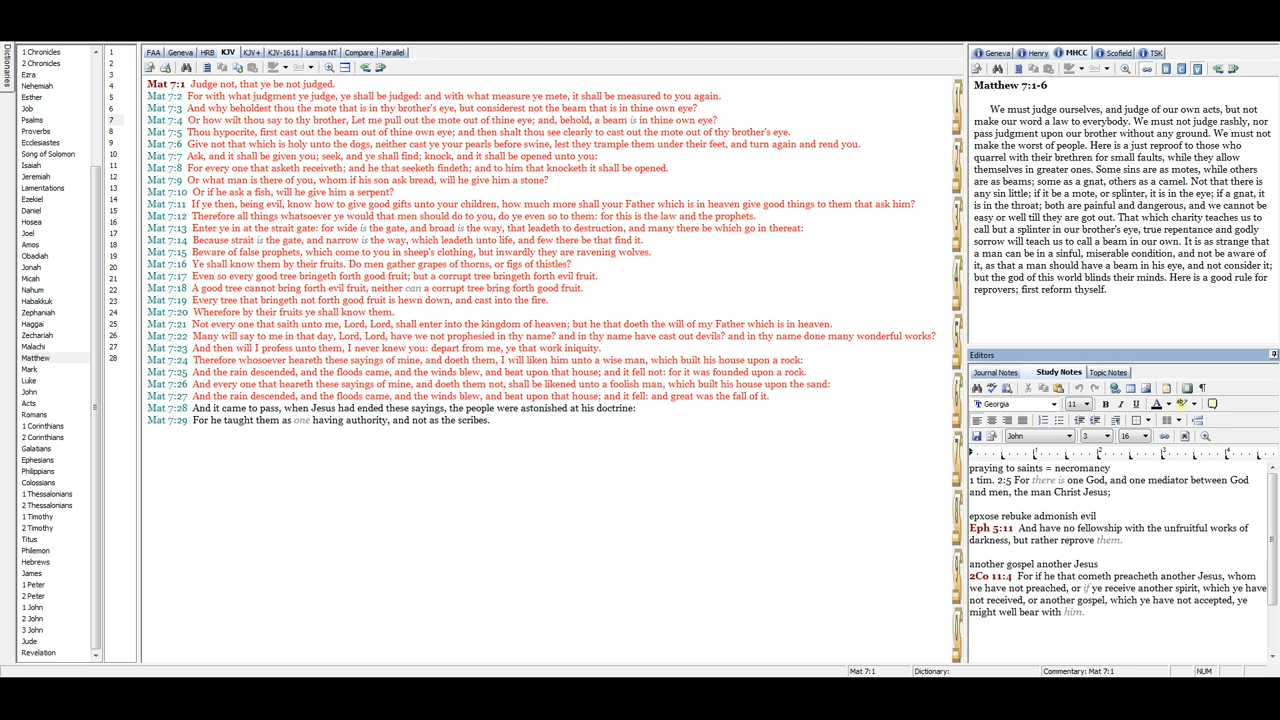 Dictionaries
1 Chronicles
2 Chronicles
Ezra
Nehemiah
Esther
Job
Psalms
Proverbs
Ecclesiastes
Song of Solomon
Isaiah
Jeremiah
Lamentations
Ezekiel
Daniel
Hosea
Joel
Amos
Obadiah
Jonah
Micah
Nahum
Habakkuk
Zephaniah
Haggai
Zechariah
Malachi
Matthew
Mark
Luke
John
Acts
Romans
1 Corinthians
2 Corinthians
Galatians
Ephesians
Philippians
Colossians
1 Thessalonians
2 Thessalonians
1 Timothy
2 Timothy
Titus
Philemon
Hebrews
James
1 Peter
2 Peter
1 John
2 John
3 John
Jude
Revelation
1
2
3
4
5
6
7
8
9
10
11
12
13
14
15
16
17
18
19
20
21
22
23
24
25
26
27
28
FAA Geneva HRB KJV KJV+ KJV-1611 Lamsa NT Compare Parallel
God
Mat 7:1 Judge not, that ye be not judged.
Mat 7:2 For with what judgment ye judge, ye shall be judged: and with what measure ye mete, it shall be measured to you again.
Mat 7:3 And why beholdest thou the mote that is in thy brother's eye, but considerest not the beam that is in thine own eye?
Mat 7:4 Or how wilt thou say to thy brother, Let me pull out the mote out of thine eye; and, behold, a beam is in thine own eye?
Mat 7:5 Thou hypocrite, first cast out the beam out of thine own eye; and then shalt thou see clearly to cast out the mote out of thy brother's eye.
Mat 7:6 Give not that which is holy unto the dogs, neither cast ye your pearls before swine, lest they trample them under their feet, and turn again and rend you.
Mat 7:7 Ask, and it shall be given you; seek, and ye shall find; knock, and it shall be opened unto you:
Mat 7:8 For every one that asketh receiveth; and he that seeketh findeth; and to him that knocketh it shall be opened.
Mat 7:9 Or what man is there of you, whom if his son ask bread, will he give him a stone?
Mat 7:10 Or if he ask a fish, will he give him a serpent?
Mat 7:11 If ye then, being evil, know how to give good gifts unto your children, how much more shall your Father which is in heaven give good things to them that ask him?
Mat 7:12 Therefore all things whatsoever ye would that men should do to you, do ye even so to them: for this is the law and the prophets.
Mat 7:13 Enter ye in at the strait gate: for wide is the gate, and broad is the way, that leadeth to destruction, and many there be which go in thereat:
Mat 7:14 Because strait is the gate, and narrow is the way, which leadeth unto life, and few there be that find it.
Mat 7:15 Beware of false prophets, which come to you in sheep's clothing, but inwardly they are ravening wolves.
Mat 7:16 Ye shall know them by their fruits. Do men gather grapes of thorns, or figs of thistles?
Mat 7:17 Even so every good tree bringeth forth good fruit; but a corrupt tree bringeth forth evil fruit.
Mat 7:18 A good tree cannot bring forth evil fruit, neither can a corrupt tree bring forth good fruit.
Mat 7:19 Every tree that bringeth not forth good fruit is hewn down, and cast into the fire.
Mat 7:20 Wherefore by their fruits ye shall know them.
Mat 7:21 Not every one that saith unto me, Lord, Lord, shall enter into the kingdom of heaven; but he that doeth the will of my Father which is in heaven.
Mat 7:22 Many will say to me in that day, Lord, Lord, have we not prophesied in thy name? and in thy name have cast out devils? and in thy name done many wonderful works?
Mat 7:23 And then will I profess unto them, I never knew you: depart from me, ye that work iniquity.
Mat 7:24 Therefore whosoever heareth these sayings of mine, and doeth them, I will liken him unto a wise man, which built his house upon a rock:
Mat 7:25 And the rain descended, and the floods came, and the winds blew, and beat upon that house; and it fell not: for it was founded upon a rock.
Mat 7:26 And every one that heareth these sayings of mine, and doeth them not, shall be likened unto a foolish man, which built his house upon the sand:
Mat 7:27 And the rain descended, and the floods came, and the winds blew, and beat upon that house; and it fell: and great was the fall of it.
Mat 7:28 And it came to pass, when Jesus had ended these sayings, the people were astonished at his doctrine:
Mat 7:29 For he taught them as one having authority, and not as the scribes.
Geneva Henry MHCC Scofield TSK
God
Matthew 7:1-6
We must judge ourselves, and judge of our own acts, but not
make our word a law to everybody. We must not judge rashly, nor
pass judgment upon our brother without any ground. We must not
make the worst of people. Here is a just reproof to those who
quarrel with their brethren for small faults, while they allow
themselves in greater ones. Some sins are as motes, while others
are as beams; some as a gnat, others as a camel. Not that there is
any sin little; if it be a mote, or splinter, it is in the eye; if a gnat, it
is in the throat; both are painful and dangerous, and we cannot
be easy or well till they are got out. That which charity teaches us to
call but a splinter in our brother's eye, true repentance and godly
sorrow will teach us to call a beam in our own. It is as strange that
a man can be in a sinful, miserable condition, and not be aware of
it, as that a man should have a beam in his eye, and not consider it;
but the god of this world blinds their minds. Here is a good rule for
reprovers; first reform thyself.
Editors
Journal Notes Study Notes Topic Notes
Georgia 11 B I U A
John 3 16
1 2 3 4
praying to saints = necromancy
1 tim. 2:5 For there is one God, and one mediator between God
and men, the man Christ Jesus;
epxose rebuke admonish evil
Eph 5:11 And have no fellowship with the unfruitful works of
darkness, but rather reprove them.
another gospel another Jesus
2Co 11:4 For if he that cometh preacheth another Jesus, whom
we have not preached, or if ye receive another spirit, which ye have
not received, or another gospel, which ye have not accepted, ye
might well bear with him.
Mat 7:1 Dictionary: Commentary: Mat 7:1 NUM